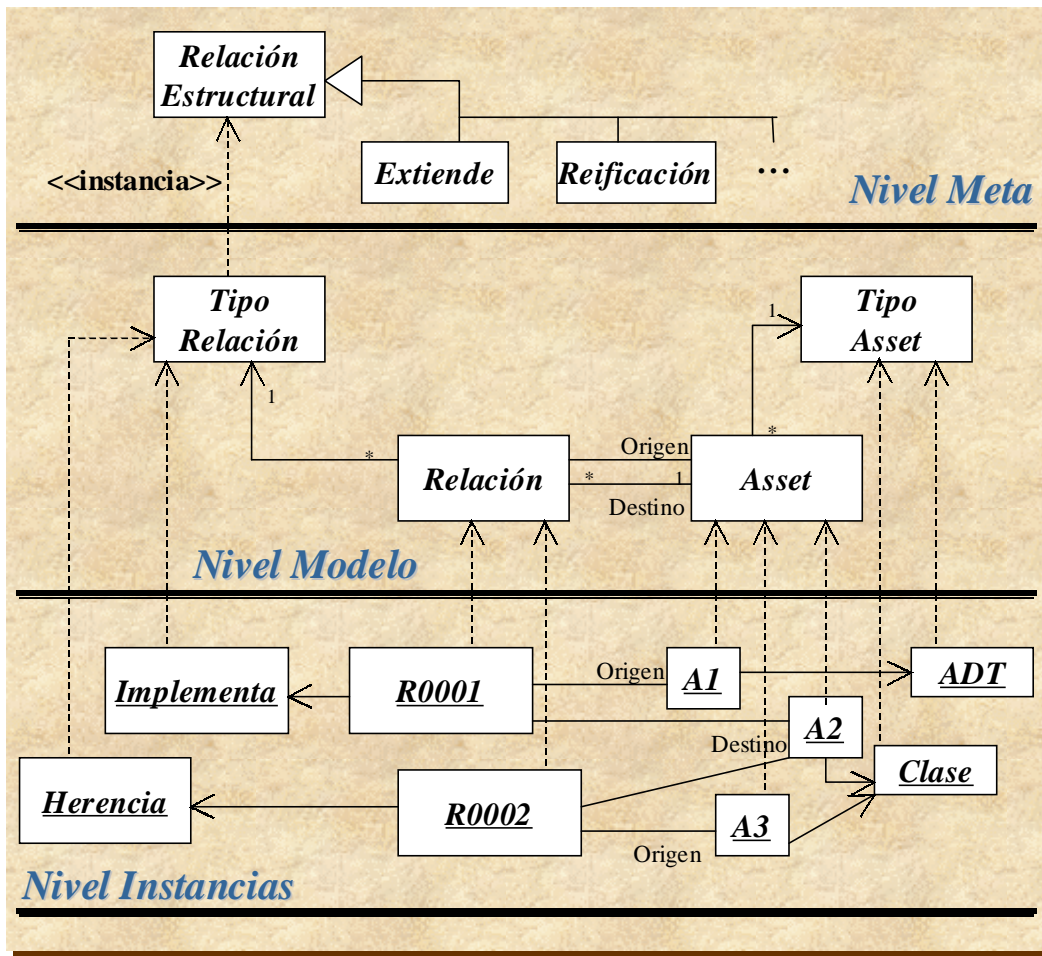 Relación
Estructural
<<instancia>>
Extiende
Reificación
...
Nivel Meta
Tipo
Relación
Tipo
Asset
1
1
*
*
Relación
Origen
*
1
Destino
Asset
Nivel Modelo
Implementa
R0001
Origen
A1
ADT
A2
Destino
Clase
Herencia
R0002
A3
Origen
Nivel Instancias